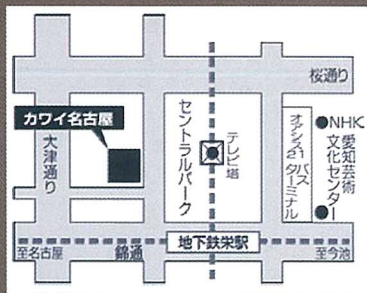 桜通り
カワイ名古屋
大津通り
セントラルパーク
テレビ塔
オアシス21
バスターミナル
NHK
愛知芸術
文化センター
地下鉄栄駅
至名古屋
錦通
至今池